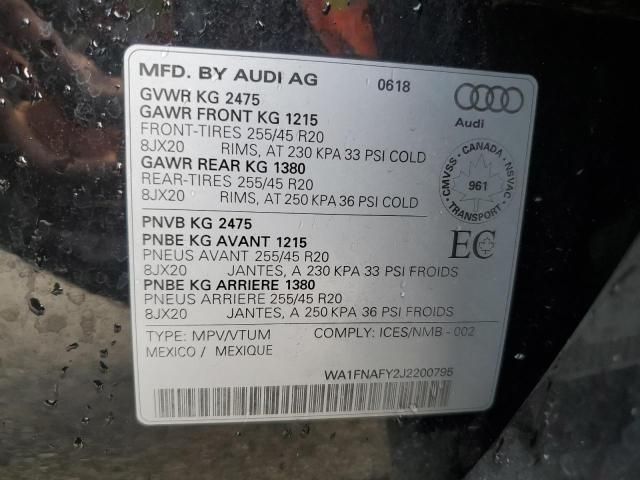 MFD. BY AUDI AG 0618
GVWR KG 2475
GAWR FRONT KG 1215
FRONT-TIRES 255/45 R20
8JX20 RIMS, AT 230 KPA 33 PSI COLD
GAWR REAR KG 1380
REAR-TIRES 255/45 R20
8JX20 RIMS, AT 250 KPA 36 PSI COLD
Audi
CMVSS - CANADA - NSVAC
961
TRANSPORT
PNVB KG 2475
PNBE KG AVANT 1215
PNEUS AVANT 255/45 R20
8JX20 JANTES, A 230 KPA 33 PSI FROIDS
PNBE KG ARRIERE 1380
PNEUS ARRIERE 255/45 R20
8JX20 JANTES, A 250 KPA 36 PSI FROIDS
EC
TYPE: MPV/VTUM COMPLY: ICES/NMB - 002
MEXICO / MEXIQUE
WA1FNAFY2J2200795